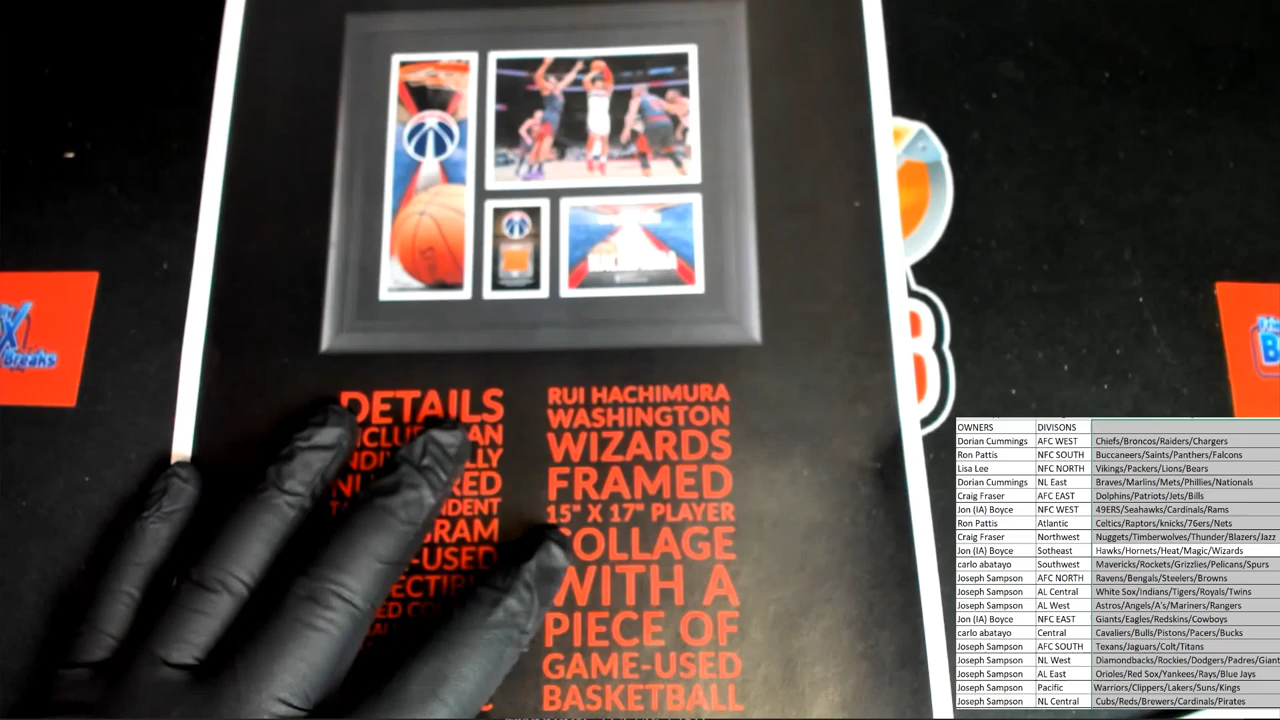 DETAILS
RUI HACHIMURA
WASHINGTON
WIZARDS
FRAMED
15" X 17" PLAYER
COLLAGE
WITH A
PIECE OF
GAME-USED
BASKETBALL
Breaks
OWNERS DIVISONS
Dorian Cummings AFC WEST Chiefs/Broncos/Raiders/Chargers
Ron Pattis NFC SOUTH Buccaneers/Saints/Panthers/Falcons
Lisa Lee NFC NORTH Vikings/Packers/Lions/Bears
Dorian Cummings NL East Braves/Marlins/Mets/Phillies/Nationals
Craig Fraser AFC EAST Dolphins/Patriots/Jets/Bills
Jon (IA) Boyce NFC WEST 49ERS/Seahawks/Cardinals/Rams
Ron Pattis Atlantic Celtics/Raptors/knicks/76ers/Nets
Craig Fraser Northwest Nuggets/Timberwolves/Thunder/Blazers/Jazz
Jon (IA) Boyce Sotheast Hawks/Hornets/Heat/Magic/Wizards
carlo abatayo Southwest Mavericks/Rockets/Grizzlies/Pelicans/Spurs
Joseph Sampson AFC NORTH Ravens/Bengals/Steelers/Browns
Joseph Sampson AL Central White Sox/Indians/Tigers/Royals/Twins
Joseph Sampson AL West Astros/Angels/A's/Mariners/Rangers
Jon (IA) Boyce NFC EAST Giants/Eagles/Redskins/Cowboys
carlo abatayo Central Cavaliers/Bulls/Pistons/Pacers/Bucks
Joseph Sampson AFC SOUTH Texans/Jaguars/Colt/Titans
Joseph Sampson NL West Diamondbacks/Rockies/Dodgers/Padres/Giant
Joseph Sampson AL East Orioles/Red Sox/Yankees/Rays/Blue Jays
Joseph Sampson Pacific Warriors/Clippers/Lakers/Suns/Kings
Joseph Sampson NL Central Cubs/Reds/Brewers/Cardinals/Pirates